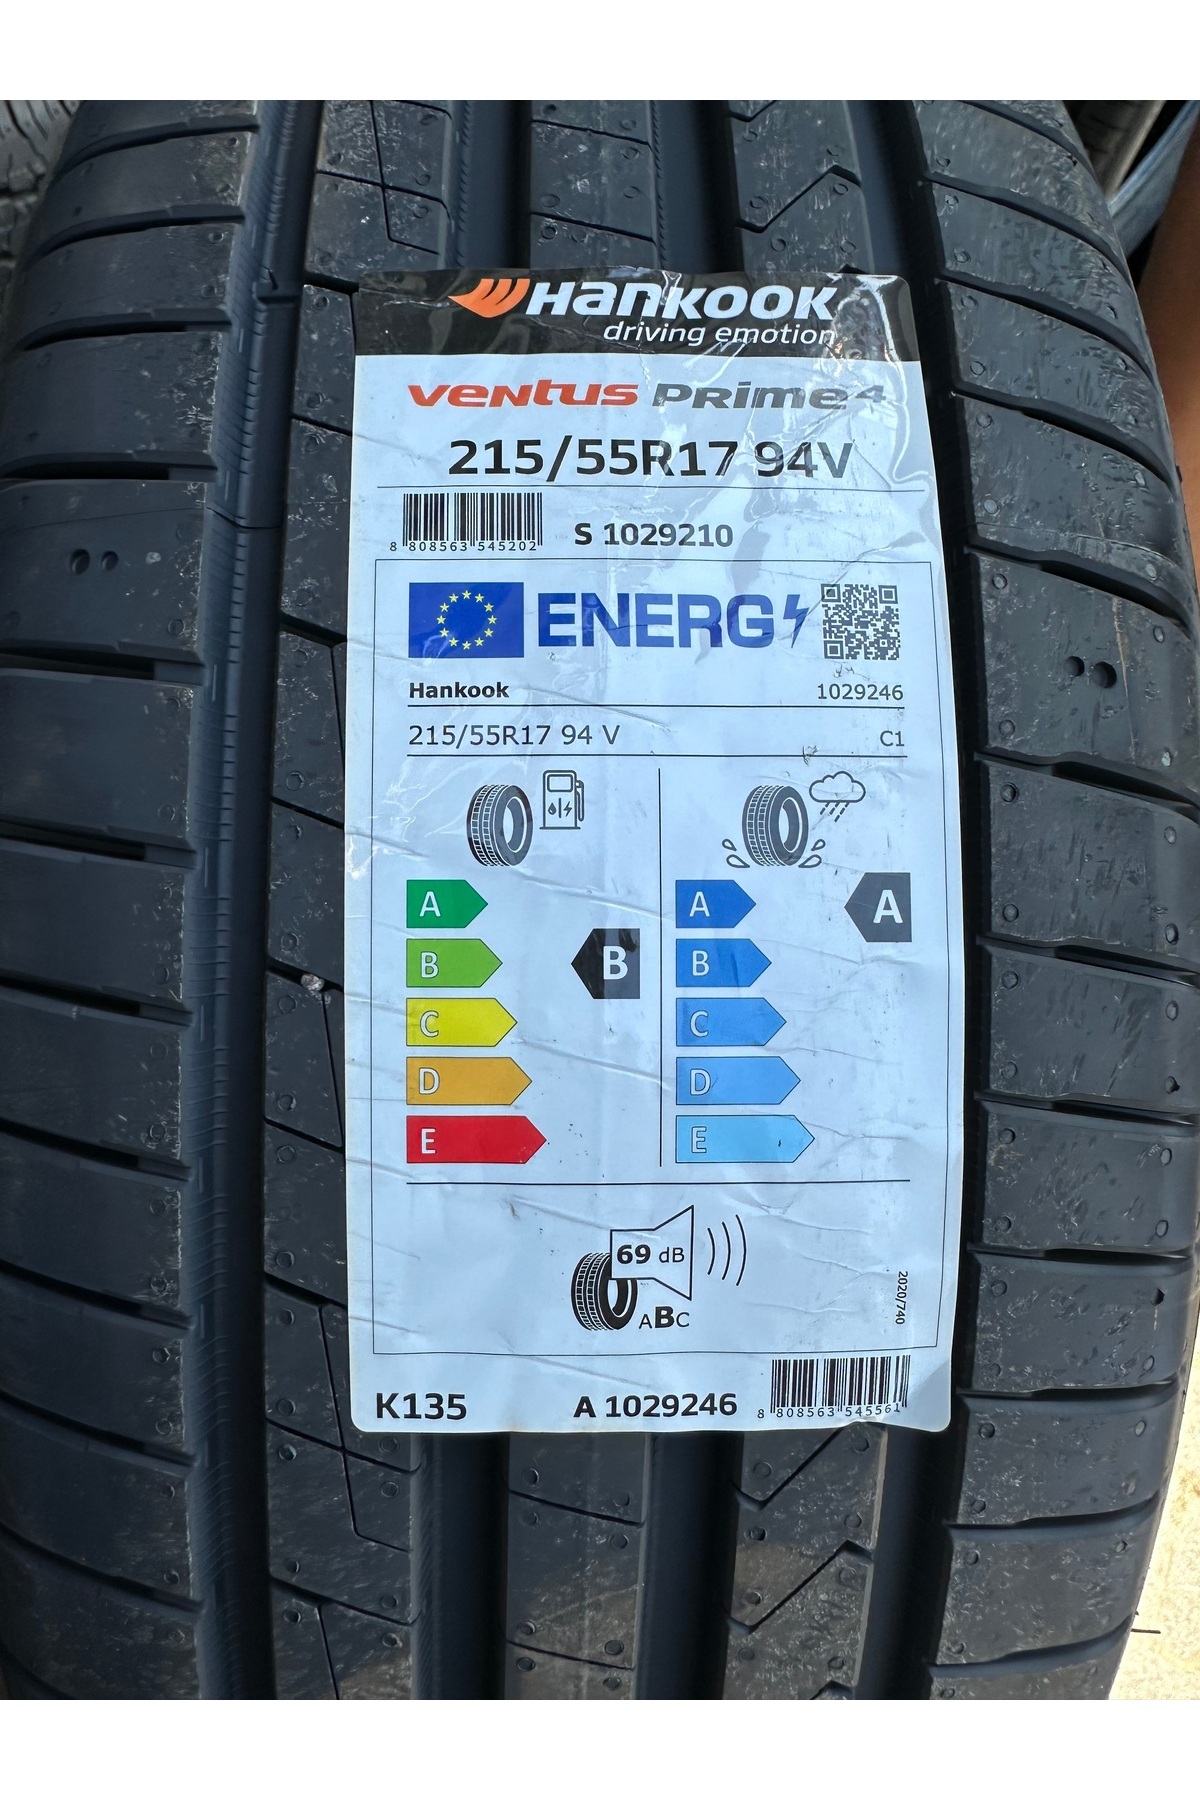 Hankook
driving emotion
Ventus Prime4
215/55R17 94V
8 808563 545202
S 1029210
ENERG
Hankook 1029246
215/55R17 94 V C1
A A A
B B B
C C
D D
E E
69 dB
ABC
2020/740
K135 A 1029246
8 808563 545561